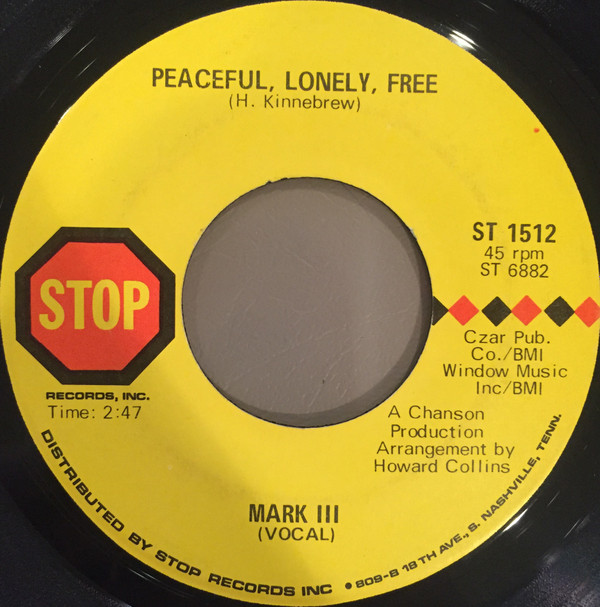 PEACEFUL, LONELY, FREE
(H. Kinnebrew)
STOP
RECORDS, INC.
Time: 2:47
ST 1512
45 rpm
ST 6882
Czar Pub.
Co./BMI
Window Music
Inc/BMI
A Chanson
Production
Arrangement by
Howard Collins
MARK III
(VOCAL)
DISTRIBUTED BY STOP RECORDS INC • 809-B 18 TH AVE., S. NASHVILLE, TENN.